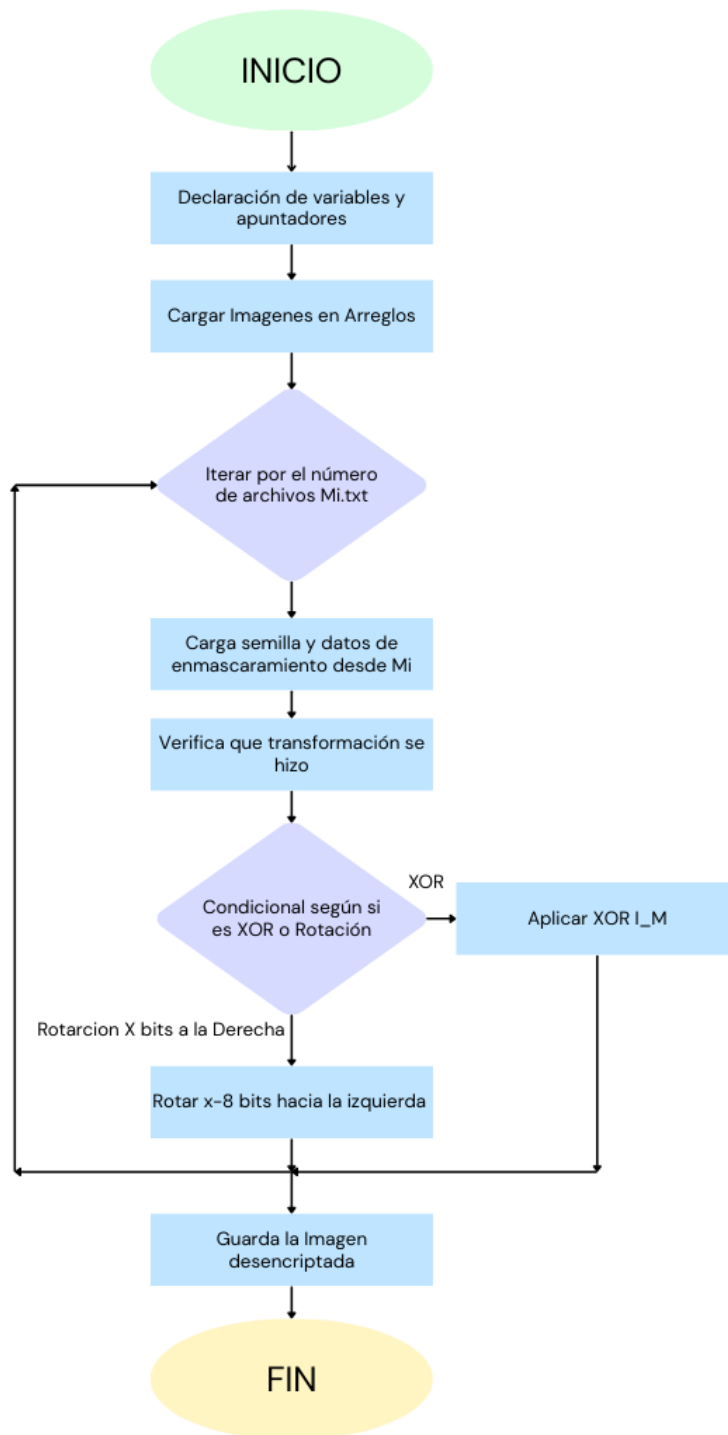 INICIO
Declaración de variables y
apuntadores
Cargar Imagenes en Arreglos
Iterar por el número
de archivos Mi.txt
Carga semilla y datos de
enmascaramiento desde Mi
Verifica que transformación se
hizo
Condicional según si
es XOR o Rotación
XOR
Aplicar XOR I_M
Rotarcion X bits a la Derecha
Rotar x-8 bits hacia la izquierda
Guarda la Imagen
desencriptada
FIN